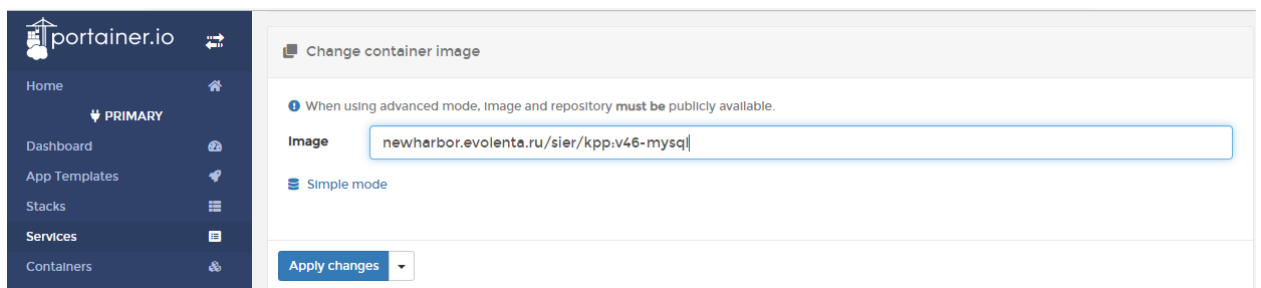 portainer.io
Change container image
Home
PRIMARY
When using advanced mode, image and repository must be publicly available.
Dashboard
Image newharbor.evolenta.ru/sier/kpp:v46-mysql
App Templates
Simple mode
Stacks
Services
Containers
Apply changes